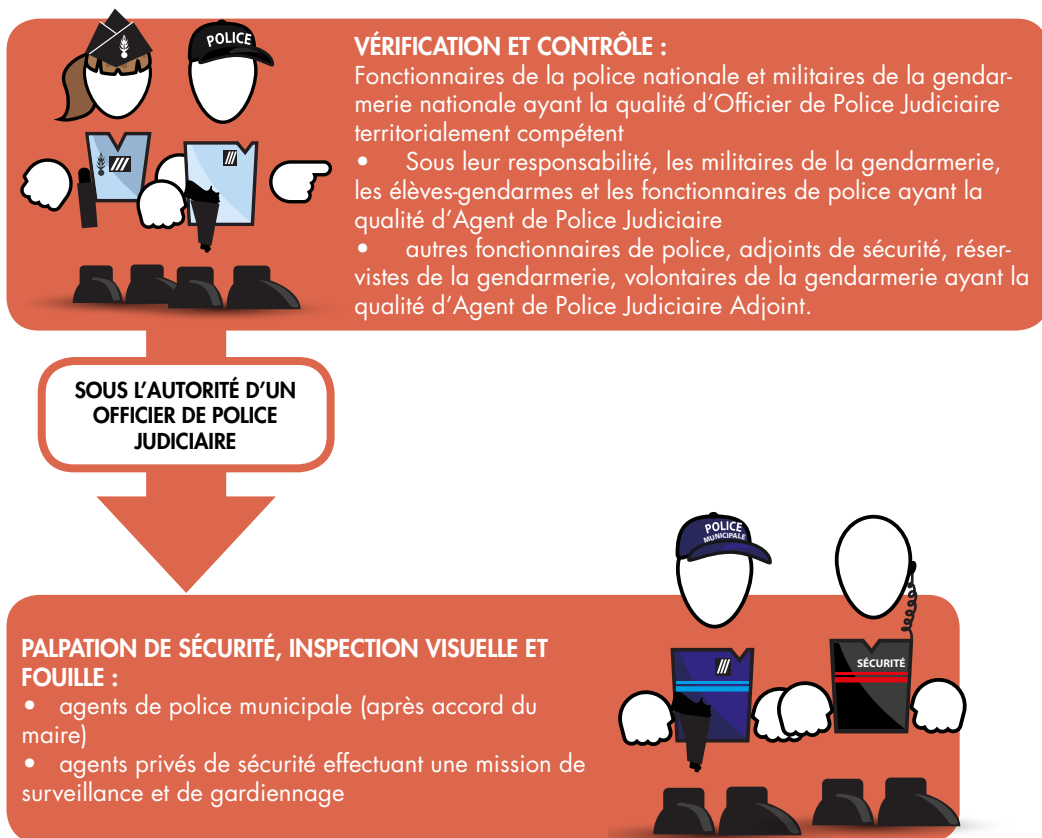 POLICE
VÉRIFICATION ET CONTRÔLE :
Fonctionnaires de la police nationale et militaires de la gendar-
merie nationale ayant la qualité d’Officier de Police Judiciaire
territorialement compétent
• Sous leur responsabilité, les militaires de la gendarmerie,
les élèves-gendarmes et les fonctionnaires de police ayant la
qualité d’Agent de Police Judiciaire
• autres fonctionnaires de police, adjoints de sécurité, réser-
vistes de la gendarmerie, volontaires de la gendarmerie ayant la
qualité d’Agent de Police Judiciaire Adjoint.
SOUS L’AUTORITÉ D’UN
OFFICIER DE POLICE
JUDICIAIRE
POLICE
MUNICIPALE
SÉCURITÉ
PALPATION DE SÉCURITÉ, INSPECTION VISUELLE ET
FOUILLE :
• agents de police municipale (après accord du
maire)
• agents privés de sécurité effectuant une mission de
surveillance et de gardiennage